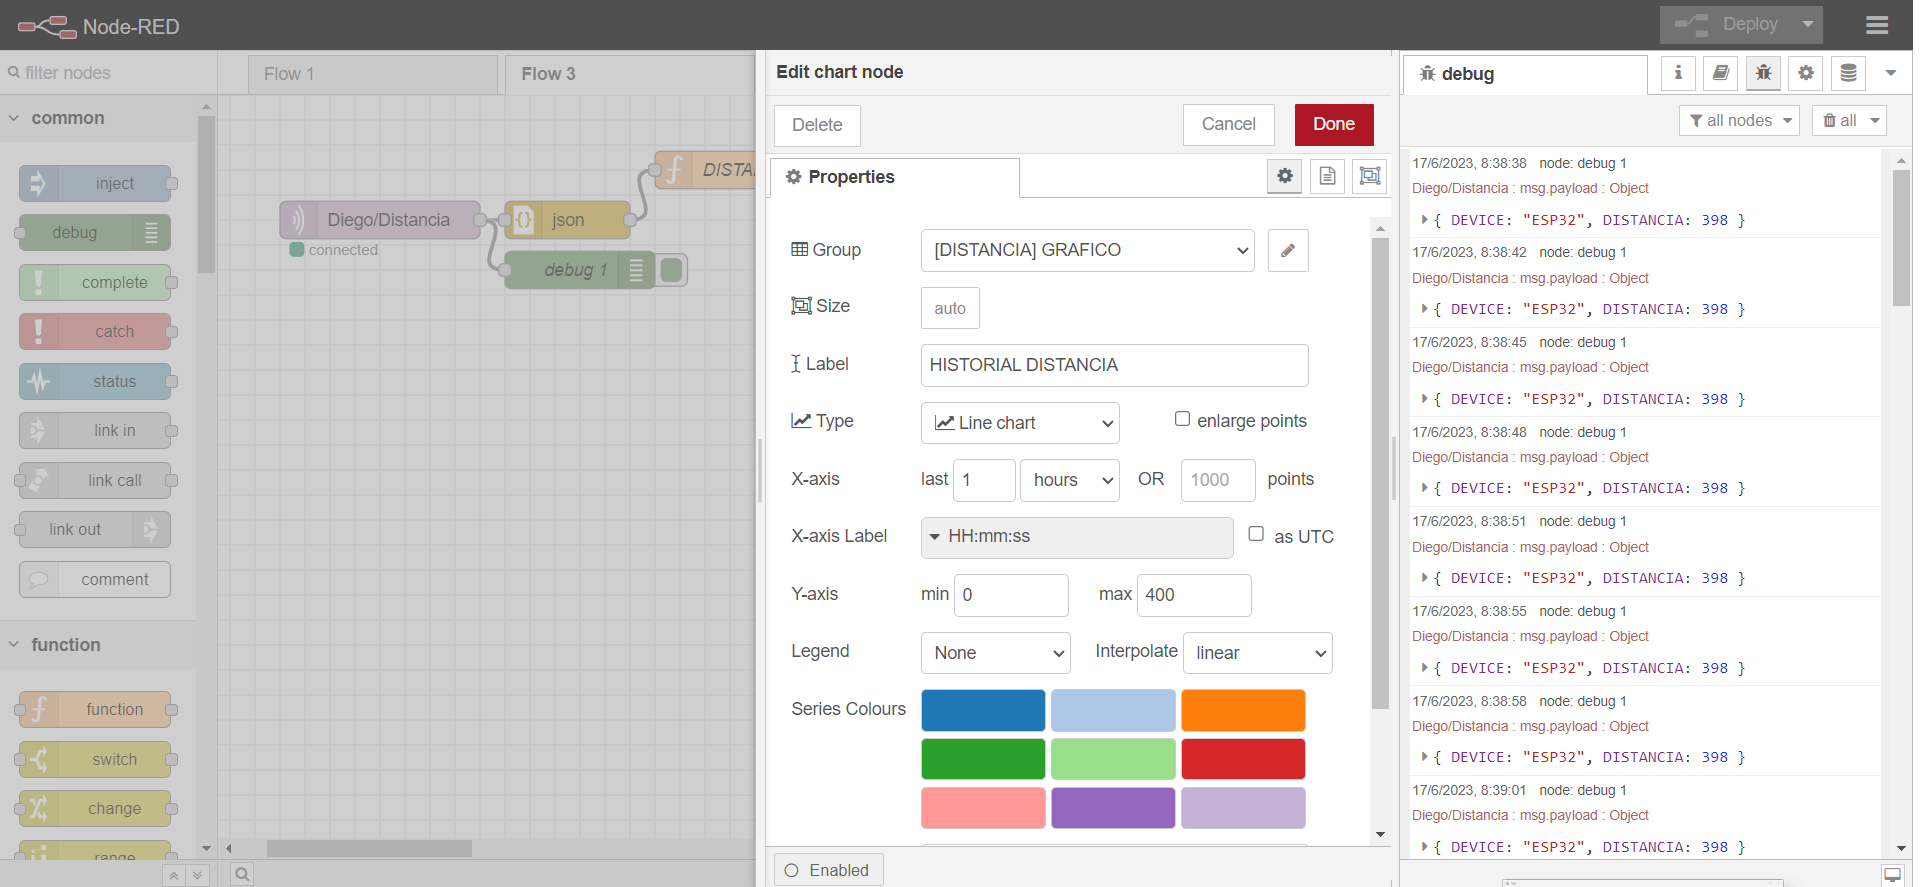 Node-RED
Deploy
filter nodes
Flow 1
Flow 3
common
inject
debug
complete
catch
status
link in
link call
link out
comment
function
function
switch
change
range
Diego/Distancia
connected
json
debug 1
Edit chart node
Delete
Cancel
Done
Properties
Group
[DISTANCIA] GRAFICO
Size
auto
Label
HISTORIAL DISTANCIA
Type
Line chart
enlarge points
X-axis
last 1 hours OR 1000 points
X-axis Label
HH:mm:ss
as UTC
Y-axis
min 0 max 400
Legend
None
Interpolate
linear
Series Colours
Enabled
debug
all nodes
all
17/6/2023, 8:38:38 node: debug 1
Diego/Distancia : msg.payload : Object
{ DEVICE: "ESP32", DISTANCIA: 398 }
17/6/2023, 8:38:42 node: debug 1
Diego/Distancia : msg.payload : Object
{ DEVICE: "ESP32", DISTANCIA: 398 }
17/6/2023, 8:38:45 node: debug 1
Diego/Distancia : msg.payload : Object
{ DEVICE: "ESP32", DISTANCIA: 398 }
17/6/2023, 8:38:48 node: debug 1
Diego/Distancia : msg.payload : Object
{ DEVICE: "ESP32", DISTANCIA: 398 }
17/6/2023, 8:38:51 node: debug 1
Diego/Distancia : msg.payload : Object
{ DEVICE: "ESP32", DISTANCIA: 398 }
17/6/2023, 8:38:55 node: debug 1
Diego/Distancia : msg.payload : Object
{ DEVICE: "ESP32", DISTANCIA: 398 }
17/6/2023, 8:38:58 node: debug 1
Diego/Distancia : msg.payload : Object
{ DEVICE: "ESP32", DISTANCIA: 398 }
17/6/2023, 8:39:01 node: debug 1
Diego/Distancia : msg.payload : Object
{ DEVICE: "ESP32", DISTANCIA: 398 }